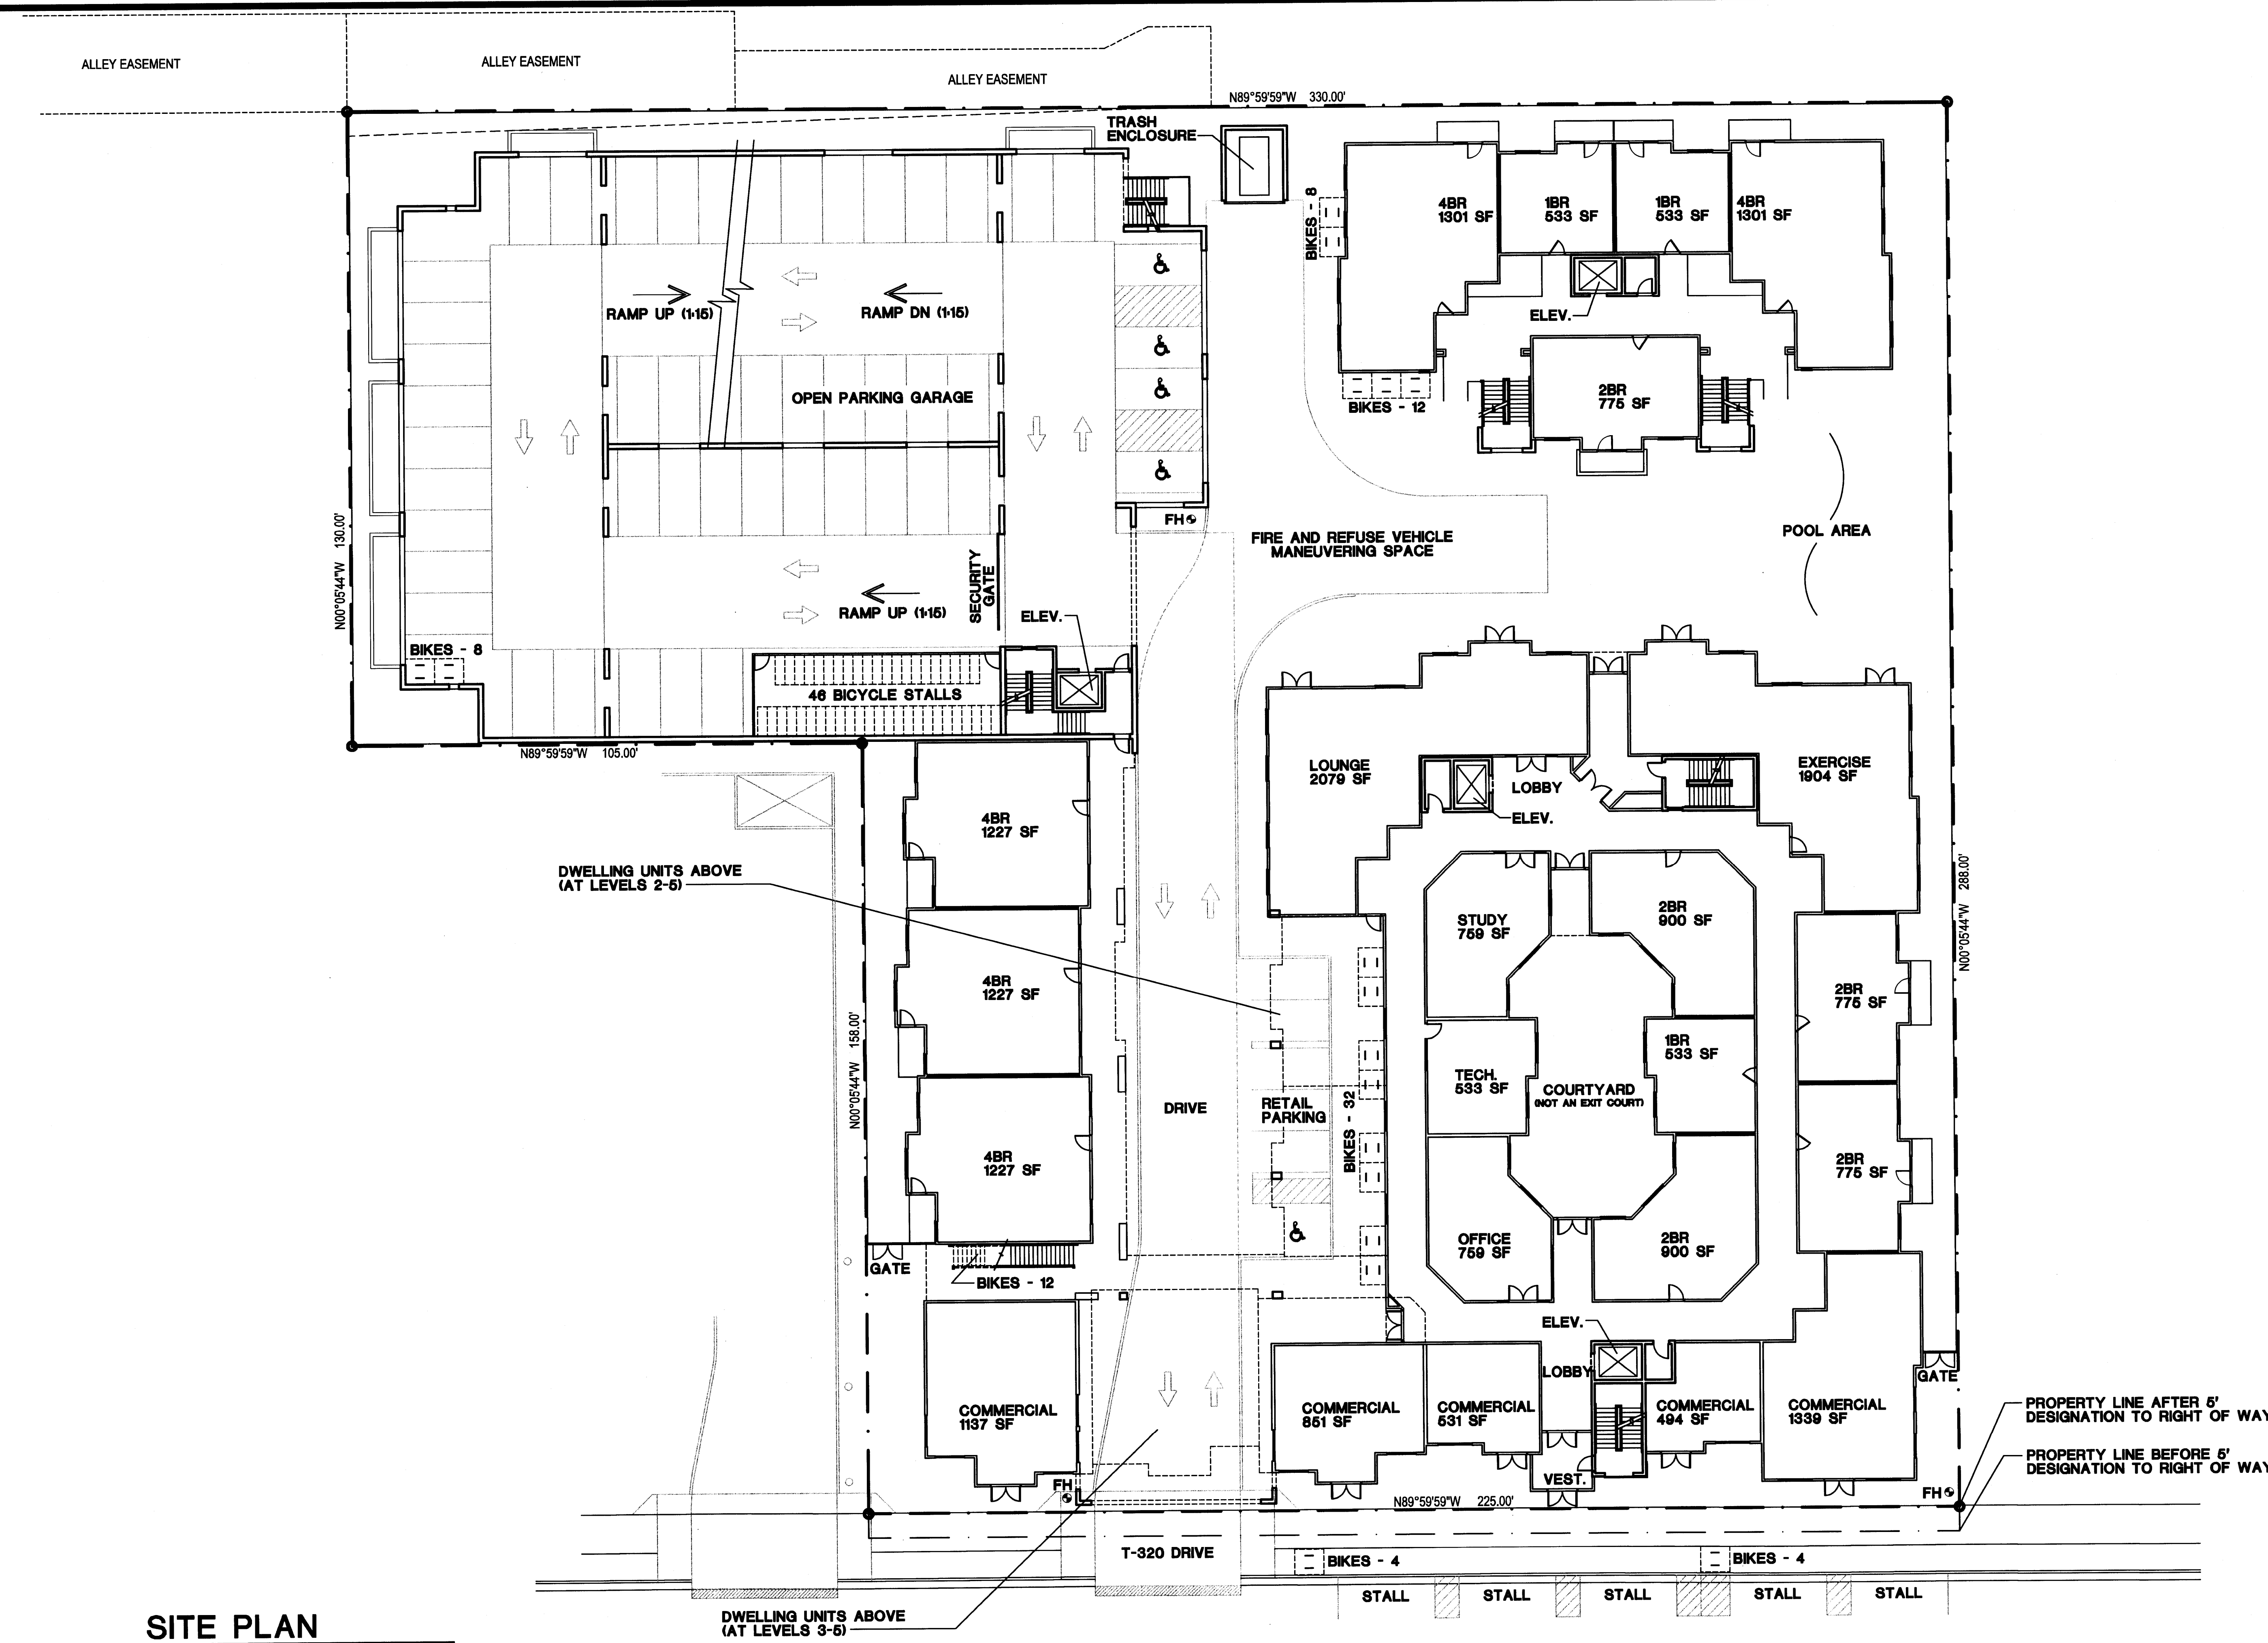 ALLEY EASEMENT
ALLEY EASEMENT
ALLEY EASEMENT
N89°59'59"W 330.00'
TRASH
ENCLOSURE
BIKES - 8
4BR
1301 SF
1BR
533 SF
1BR
533 SF
4BR
1301 SF
ELEV.
RAMP UP (1:15)
RAMP DN (1:15)
OPEN PARKING GARAGE
BIKES - 12
2BR
775 SF
FH
FIRE AND REFUSE VEHICLE
MANEUVERING SPACE
POOL AREA
N00°05'44"W 130.00'
SECURITY
GATE
RAMP UP (1:15)
ELEV.
BIKES - 8
46 BICYCLE STALLS
N89°59'59"W 105.00'
LOUNGE
2079 SF
LOBBY
ELEV.
EXERCISE
1904 SF
4BR
1227 SF
DWELLING UNITS ABOVE
(AT LEVELS 2-5)
STUDY
759 SF
2BR
900 SF
N00°05'44"W 288.00'
4BR
1227 SF
2BR
775 SF
N00°05'44"W 158.00'
TECH.
533 SF
1BR
533 SF
COURTYARD
(NOT AN EXIT COURT)
DRIVE
RETAIL
PARKING
BIKES - 32
4BR
1227 SF
2BR
775 SF
OFFICE
759 SF
2BR
900 SF
GATE
BIKES - 12
ELEV.
LOBBY
GATE
COMMERCIAL
1137 SF
COMMERCIAL
851 SF
COMMERCIAL
531 SF
COMMERCIAL
494 SF
COMMERCIAL
1339 SF
PROPERTY LINE AFTER 5'
DESIGNATION TO RIGHT OF WAY
PROPERTY LINE BEFORE 5'
DESIGNATION TO RIGHT OF WAY
VEST.
FH
FH
N89°59'59"W 225.00'
T-320 DRIVE
BIKES - 4
BIKES - 4
STALL
STALL
STALL
STALL
STALL
DWELLING UNITS ABOVE
(AT LEVELS 3-5)
SITE PLAN